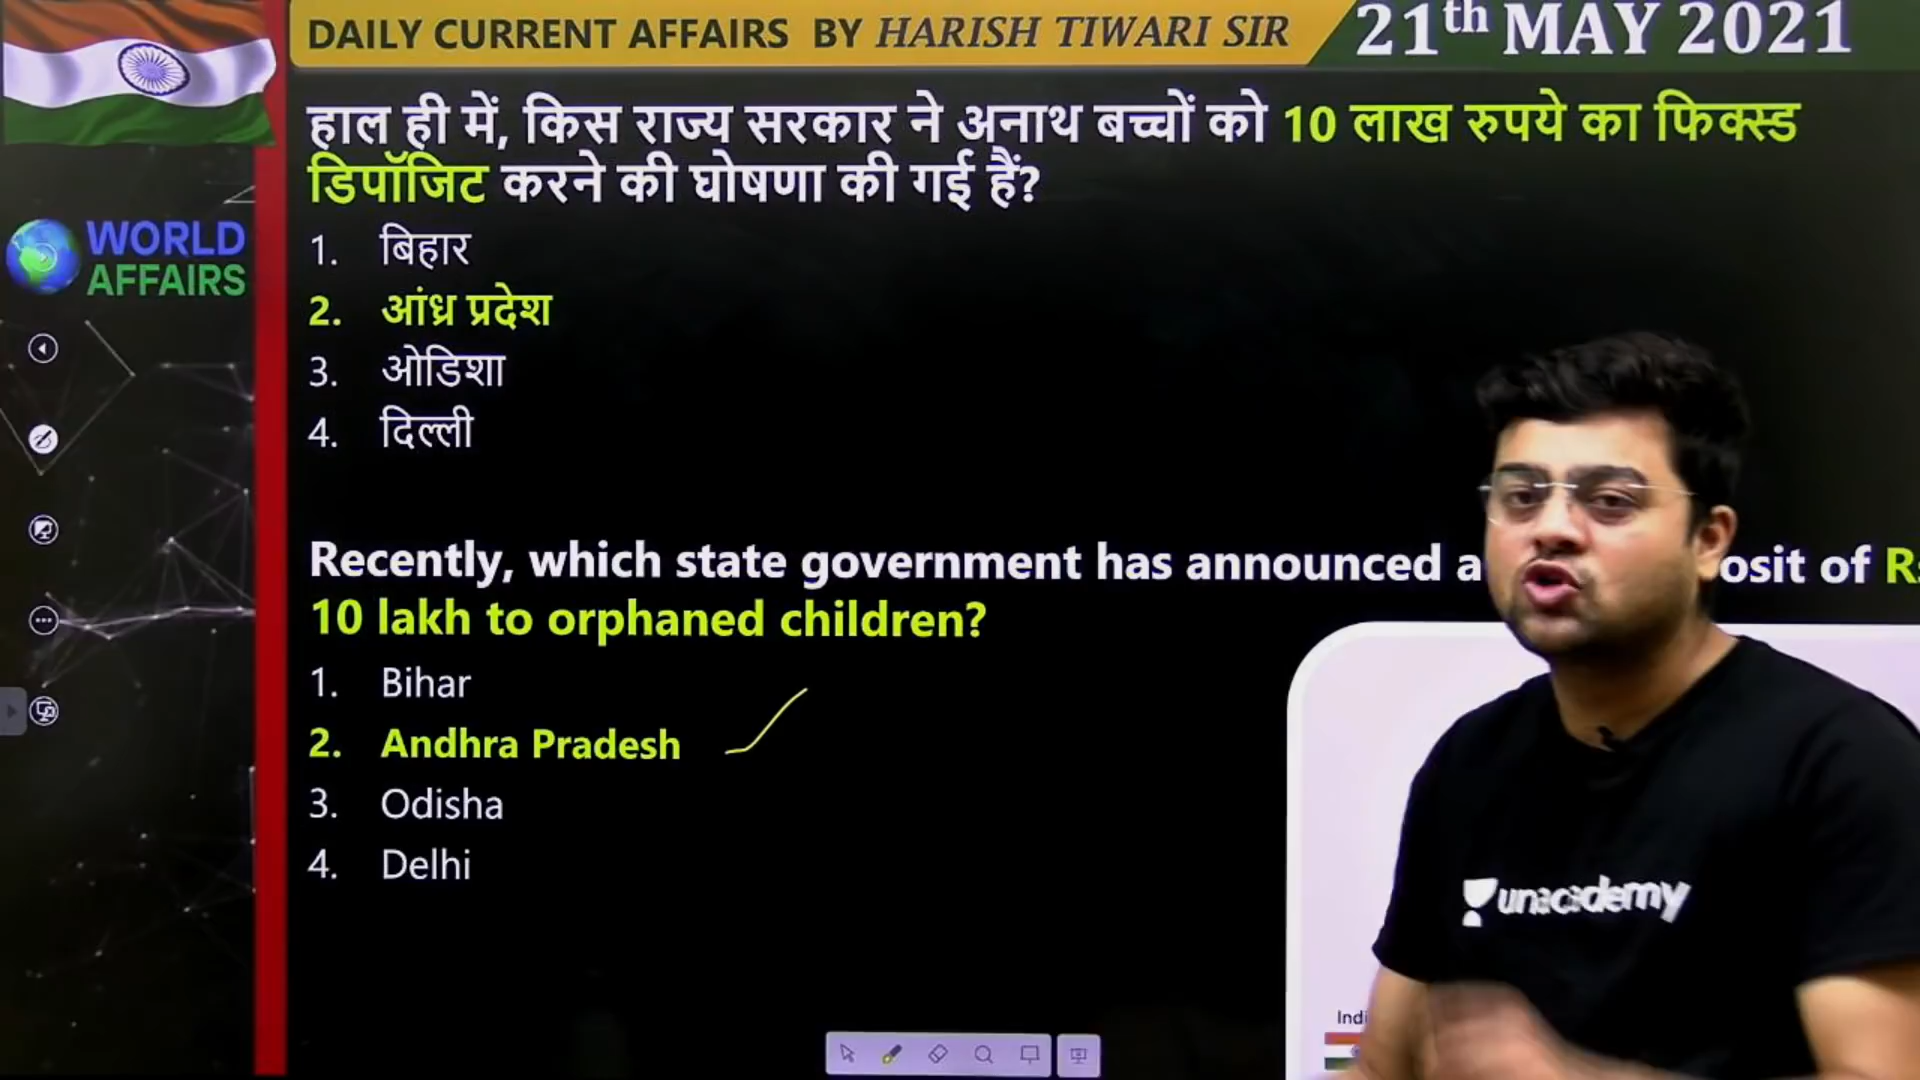 DAILY CURRENT AFFAIRS BY HARISH TIWARI SIR
21th MAY 2021
हाल ही में, किस राज्य सरकार ने अनाथ बच्चों को 10 लाख रुपये का फिक्स्ड
डिपॉजिट करने की घोषणा की गई हैं?
WORLD
AFFAIRS
1. बिहार
2. आंध्र प्रदेश
3. ओडिशा
4. दिल्ली
Recently, which state government has announced a osit of
10 lakh to orphaned children?
1. Bihar
2. Andhra Pradesh
3. Odisha
4. Delhi
unacademy